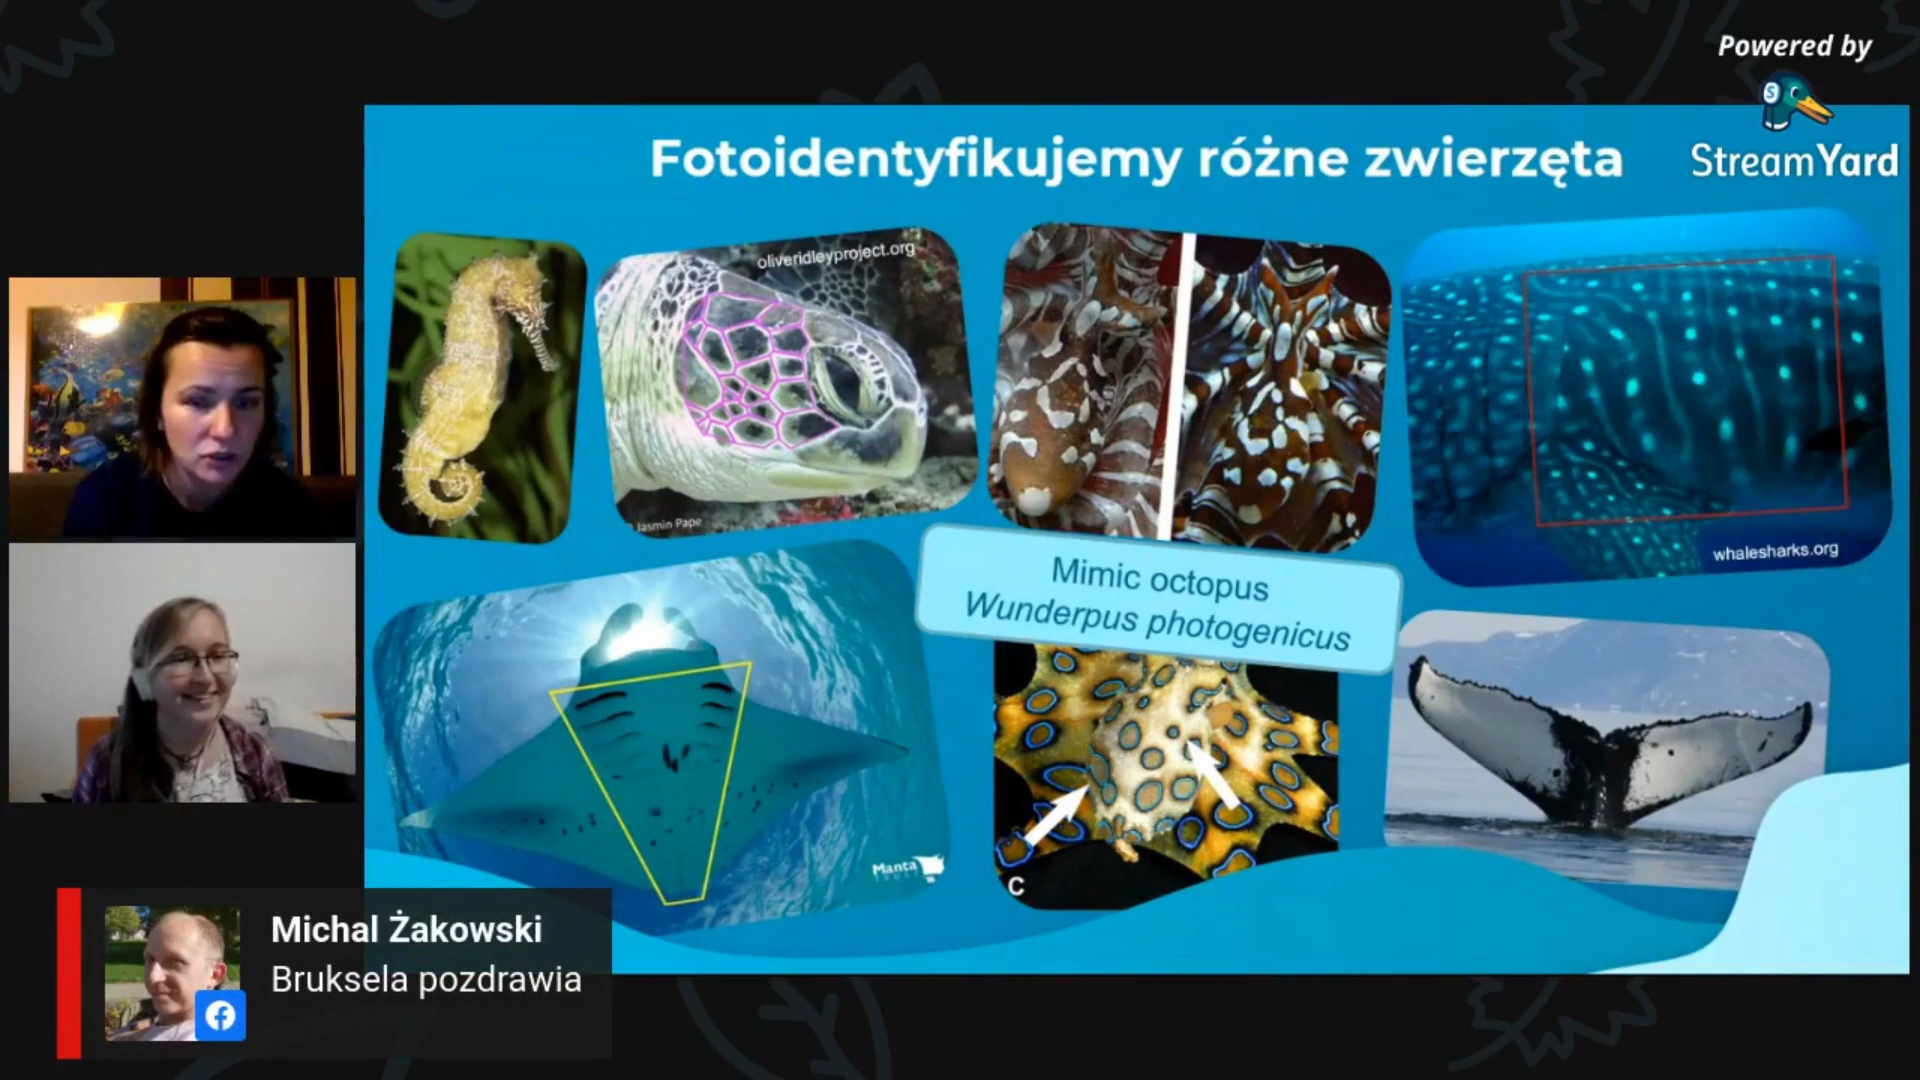 Powered by
StreamYard
Fotoidentyfikujemy różne zwierzęta
oliveridleyproject.org
Jasmin Pape
whalesharks.org
Mimic octopus
Wunderpus photogenicus
Manta
C
Michal Żakowski
Bruksela pozdrawia